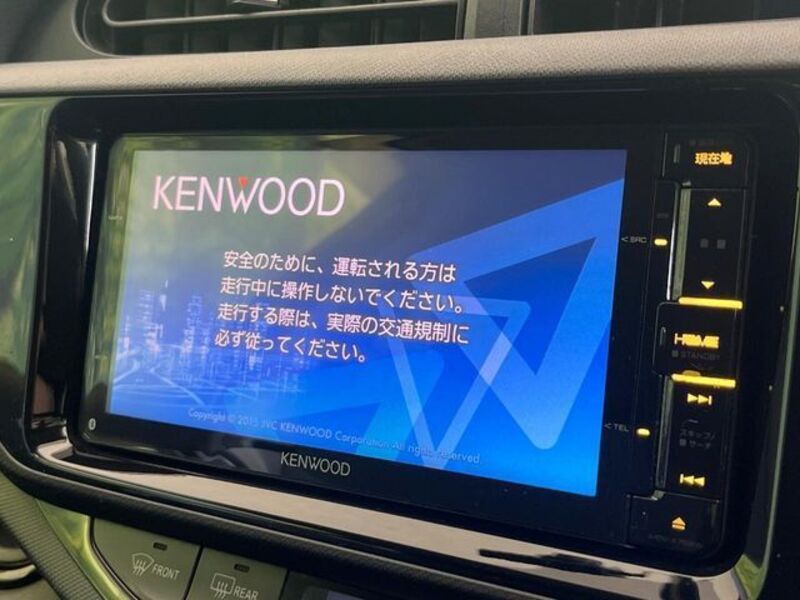 KENWOOD
安全のために、運転される方は
走行中に操作しないでください。
走行する際は、実際の交通規制に
必ず従ってください。
Copyright © 2015 JVC KENWOOD Corporation All rights reserved.
KENWOOD
現在地
< SRC
HOME
STANDBY
< TEL
スキップ/
サーチ
FRONT
REAR